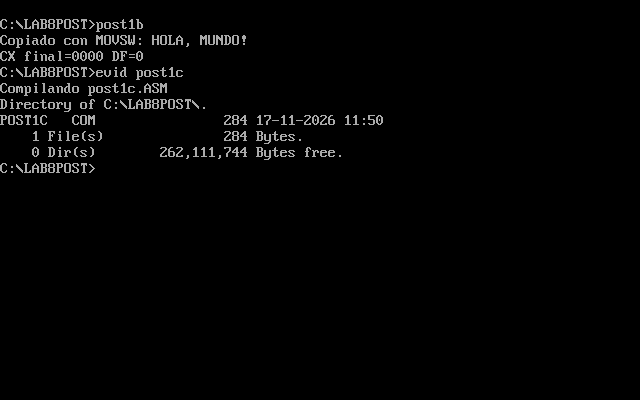 C:\LAB8POST>post1b
Copiado con MOVSW: HOLA, MUNDO!
CX final=0000 DF=0
C:\LAB8POST>evid post1c
Compilando post1c.ASM
Directory of C:\LAB8POST\.
POST1C   COM                284 17-11-2026 11:50
    1 File(s)               284 Bytes.
    0 Dir(s)        262,111,744 Bytes free.
C:\LAB8POST>